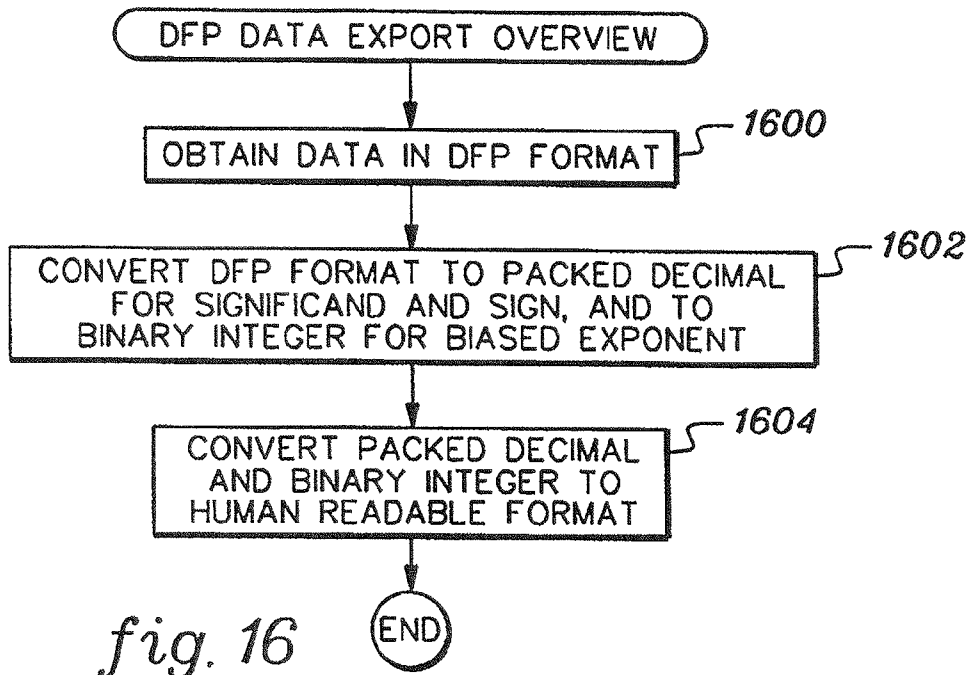 DFP DATA EXPORT OVERVIEW
1600
OBTAIN DATA IN DFP FORMAT
1602
CONVERT DFP FORMAT TO PACKED DECIMAL
FOR SIGNIFICAND AND SIGN, AND TO
BINARY INTEGER FOR BIASED EXPONENT
1604
CONVERT PACKED DECIMAL
AND BINARY INTEGER TO
HUMAN READABLE FORMAT
END
fig. 16